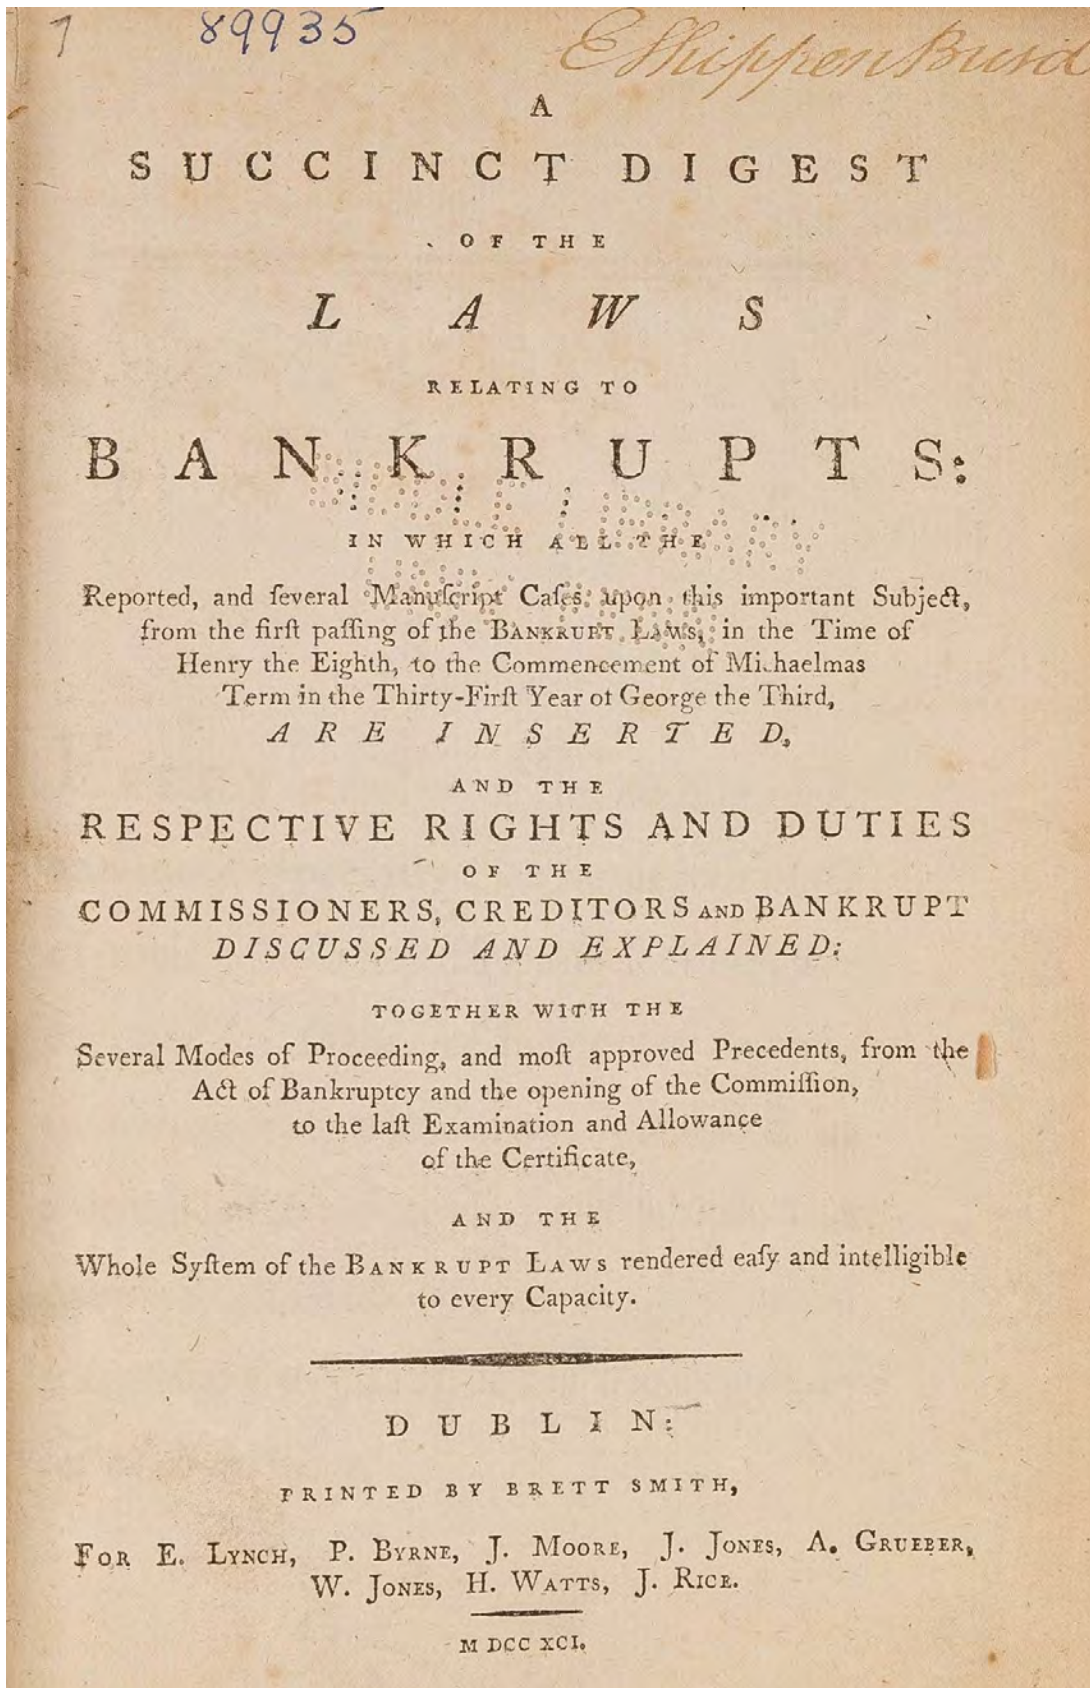 7 89935 E Shippen Burd
A
SUCCINCT DIGEST
OF THE
LAWS
RELATING TO
BANKRUPTS:
IN WHICH ALL THE
Reported, and ſeveral Manuſcript Caſes upon this important Subject,
from the firſt paſſing of the BANKRUPT LAWS, in the Time of
Henry the Eighth, to the Commencement of Michaelmas
Term in the Thirty-Firſt Year of George the Third,
ARE INSERTED,
AND THE
RESPECTIVE RIGHTS AND DUTIES
OF THE
COMMISSIONERS, CREDITORS AND BANKRUPT
DISCUSSED AND EXPLAINED:
TOGETHER WITH THE
Several Modes of Proceeding, and moſt approved Precedents, from the
Act of Bankruptcy and the opening of the Commiſſion,
to the laſt Examination and Allowance
of the Certificate,
AND THE
Whole Syſtem of the BANKRUPT LAWS rendered eaſy and intelligible
to every Capacity.
DUBLIN:
PRINTED BY BRETT SMITH,
FOR E. LYNCH, P. BYRNE, J. MOORE, J. JONES, A. GRUEBER,
W. JONES, H. WATTS, J. RICE.
M DCC XCI.